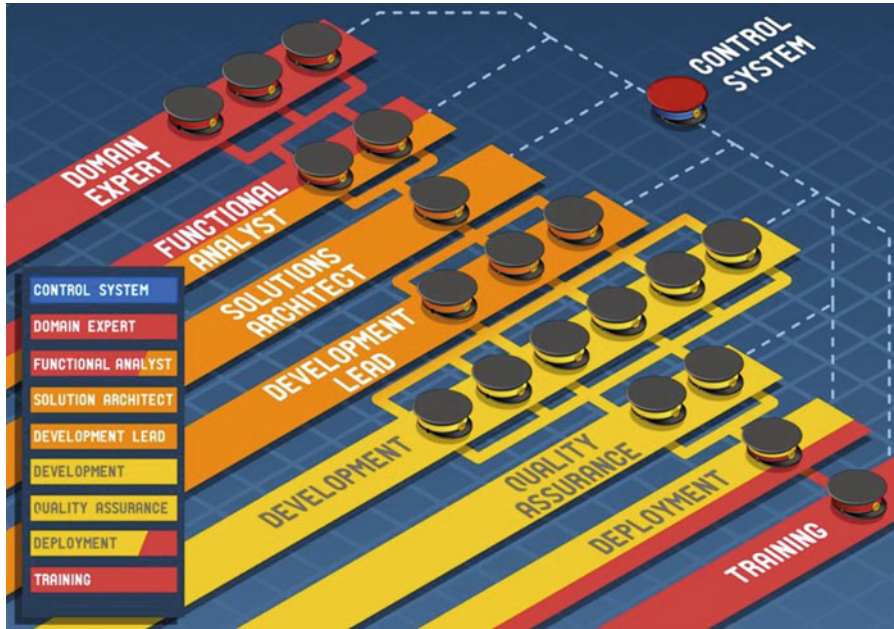 CONTROL
SYSTEM
DOMAIN
EXPERT
FUNCTIONAL
ANALYST
SOLUTIONS
ARCHITECT
DEVELOPMENT
LEAD
DEVELOPMENT
QUALITY
ASSURANCE
DEPLOYMENT
TRAINING
CONTROL SYSTEM
DOMAIN EXPERT
FUNCTIONAL ANALYST
SOLUTION ARCHITECT
DEVELOPMENT LEAD
DEVELOPMENT
QUALITY ASSURANCE
DEPLOYMENT
TRAINING